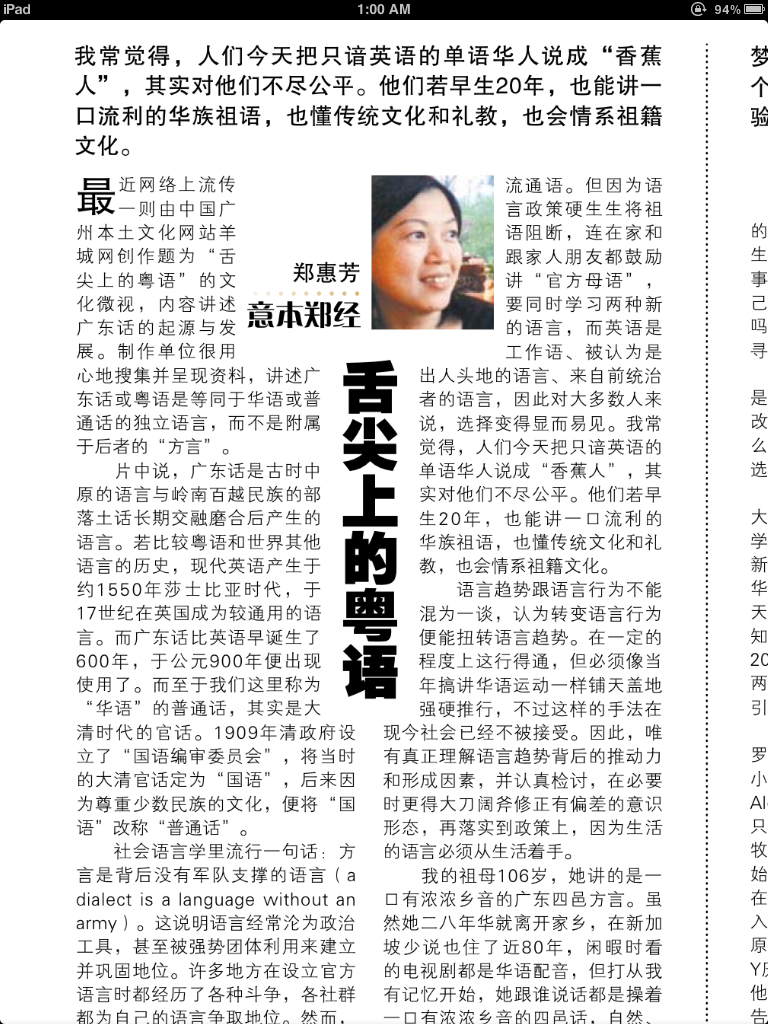 iPad
1:00 AM
94%
我常觉得，人们今天把只谙英语的单语华人说成“香蕉
人”，其实对他们不尽公平。他们若早生20年，也能讲一
口流利的华族祖语，也懂传统文化和礼教，也会情系祖籍
文化。
郑惠芳
意本郑经
舌尖上的粤语
最近网络上流传
一则由中国广
州本土文化网站羊
城网创作题为“舌
尖上的粤语”的文
化微视，内容讲述
广东话的起源与发
展。制作单位很用
心地搜集并呈现资料，讲述广
东话或粤语是等同于华语或普
通话的独立语言，而不是附属
于后者的“方言”。
片中说，广东话是古时中
原的语言与岭南百越民族的部
落土话长期交融磨合后产生的
语言。若比较粤语和世界其他
语言的历史，现代英语产生于
约1550年莎士比亚时代，于
17世纪在英国成为较通用的语
言。而广东话比英语早诞生了
600年，于公元900年便出现
使用了。而至于我们这里称为
“华语”的普通话，其实是大
清时代的官话。1909年清政府设
立了“国语编审委员会”，将当时
的大清官话定为“国语”，后来因
为尊重少数民族的文化，便将“国
语”改称“普通话”。
社会语言学里流行一句话：方
言是背后没有军队支撑的语言（a
dialect is a language without an
army）。这说明语言经常沦为政治
工具，甚至被强势团体利用来建立
并巩固地位。许多地方在设立官方
语言时都经历了各种斗争，各社群
都为自己的语言争取地位。然而，
流通语。但因为语
言政策硬生生将祖
语阻断，连在家和
跟家人朋友都鼓励
讲“官方母语”，
要同时学习两种新
的语言，而英语是
工作语、被认为是
出人头地的语言、来自前统治
者的语言，因此对大多数人来
说，选择变得显而易见。我常
觉得，人们今天把只谙英语的
单语华人说成“香蕉人”，其
实对他们不尽公平。他们若早
生20年，也能讲一口流利的
华族祖语，也懂传统文化和礼
教，也会情系祖籍文化。
语言趋势跟语言行为不能
混为一谈，认为转变语言行为
便能扭转语言趋势。在一定的
程度上这行得通，但必须像当
年搞讲华语运动一样铺天盖地
强硬推行，不过这样的手法在
现今社会已经不被接受。因此，唯
有真正理解语言趋势背后的推动力
和形成因素，并认真检讨，在必要
时更得大刀阔斧修正有偏差的意识
形态，再落实到政策上，因为生活
的语言必须从生活着手。
我的祖母106岁，她讲的是一
口有浓浓乡音的广东四邑方言。虽
然她二八年华就离开家乡，在新加
坡少说也住了近80年，闲暇时看
的电视剧都是华语配音，但打从我
有记忆开始，她跟谁说话都是操着
一口有浓浓乡音的四邑话，自然、
梦
个
验
的
生
事
己
吗
寻
是
改
么
选
大
学
新
华
天
知
20
两
引
罗
小
Al
只
牧
始
在
入
原
他
告